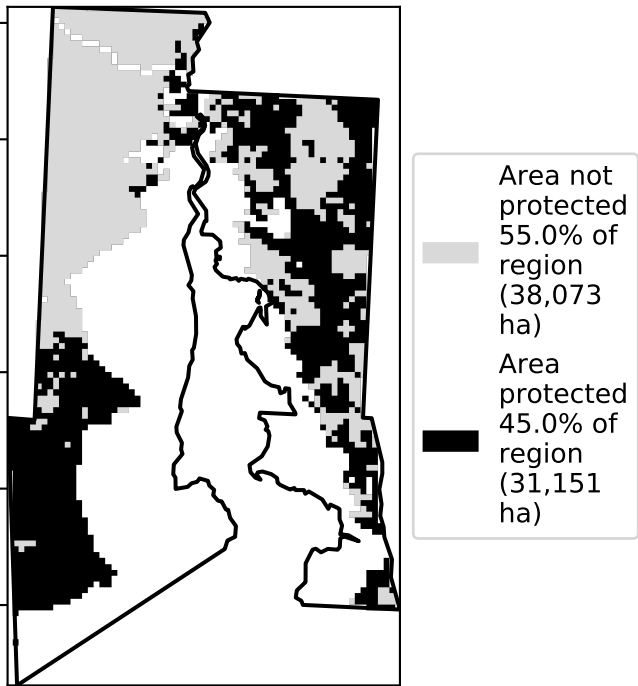 Area not
protected
55.0% of
region
(38,073
ha)
Area
protected
45.0% of
region
(31,151
ha)